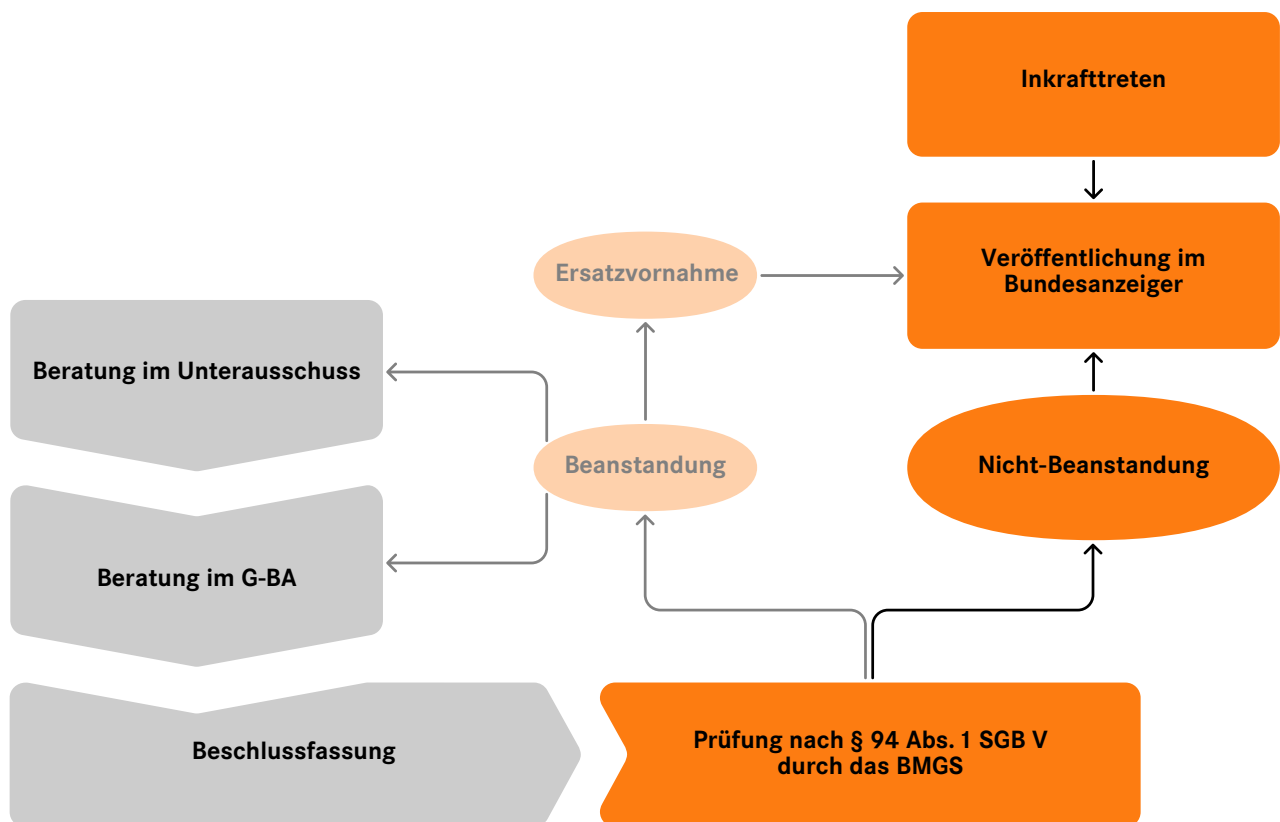 Inkrafttreten
Veröffentlichung im
Bundesanzeiger
Ersatzvornahme
Beratung im Unterausschuss
Beanstandung
Nicht-Beanstandung
Beratung im G-BA
Beschlussfassung
Prüfung nach § 94 Abs. 1 SGB V
durch das BMGS